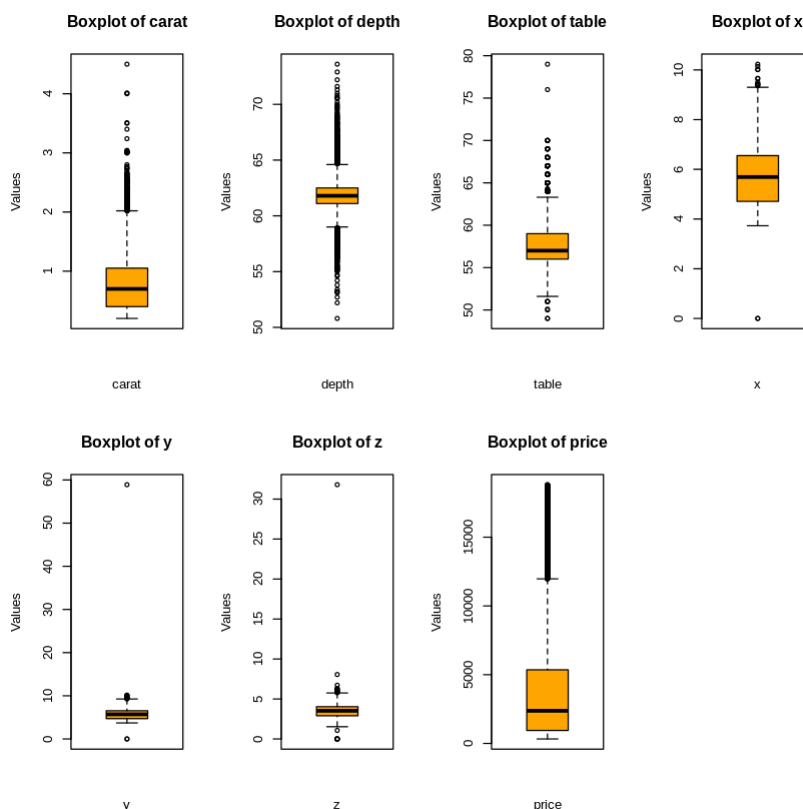 Boxplot of carat
Values
4
3
2
1
carat
Boxplot of depth
Values
70
65
60
55
50
depth
Boxplot of table
Values
80
75
70
65
60
55
50
table
Boxplot of x
Values
10
8
6
4
2
0
x
Boxplot of y
Values
60
50
40
30
20
10
0
y
Boxplot of z
Values
30
25
20
15
10
5
0
z
Boxplot of price
Values
15000
10000
5000
0
price